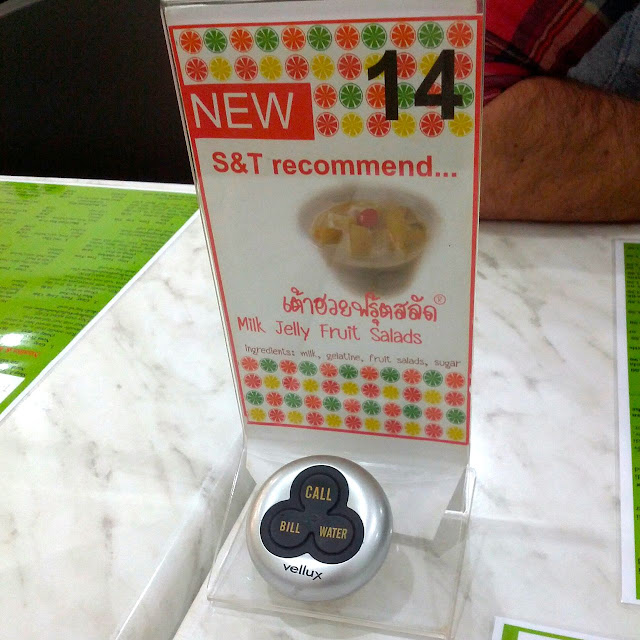 14
NEW
S&T recommend...
เต้าฮวยฟรุ้ตสลัด®
Milk Jelly Fruit Salads
Ingredients: milk, gelatine, fruit salads, sugar
CALL
BILL WATER
vellux